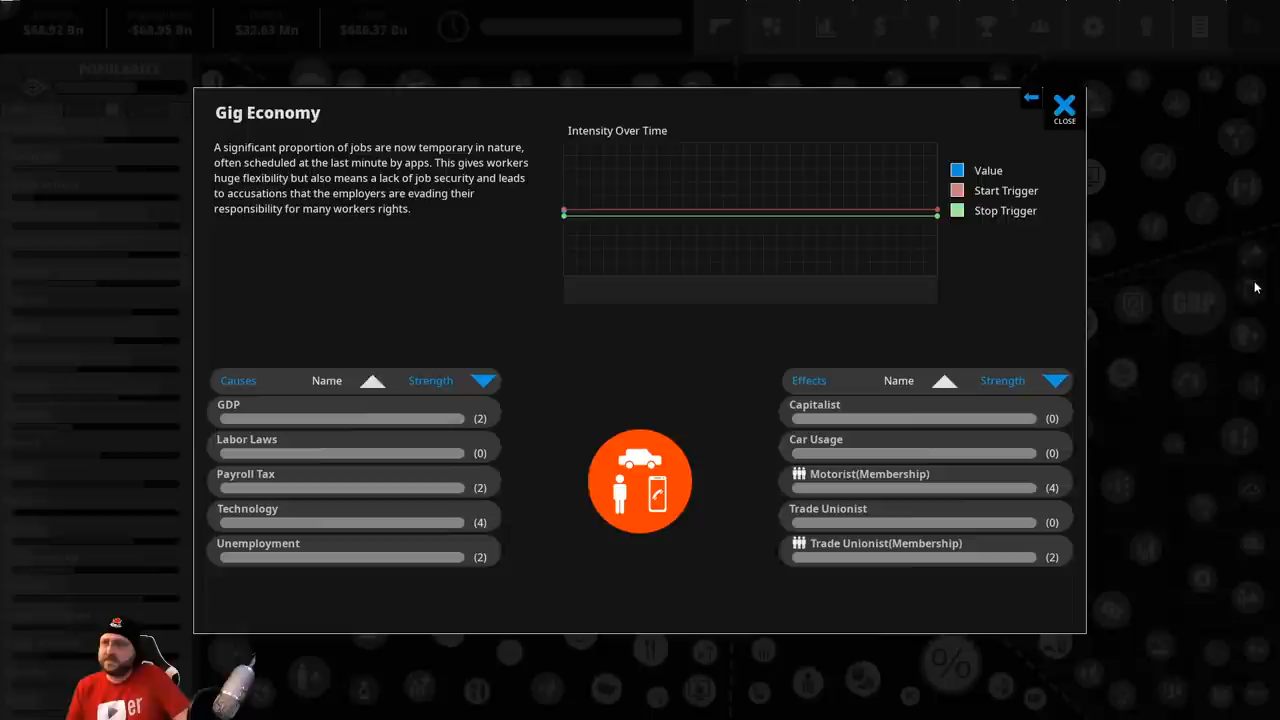 POPULARITY
Gig Economy
A significant proportion of jobs are now temporary in nature,
often scheduled at the last minute by apps. This gives workers
huge flexibility but also means a lack of job security and leads
to accusations that the employers are evading their
responsibility for many workers rights.
Intensity Over Time
Value
Start Trigger
Stop Trigger
CLOSE
Causes Name Strength
GDP
(2)
Labor Laws
(0)
Payroll Tax
(2)
Technology
(4)
Unemployment
(2)
Effects Name Strength
Capitalist
(0)
Car Usage
(0)
Motorist(Membership)
(4)
Trade Unionist
(0)
Trade Unionist(Membership)
(2)
GDP
%
er